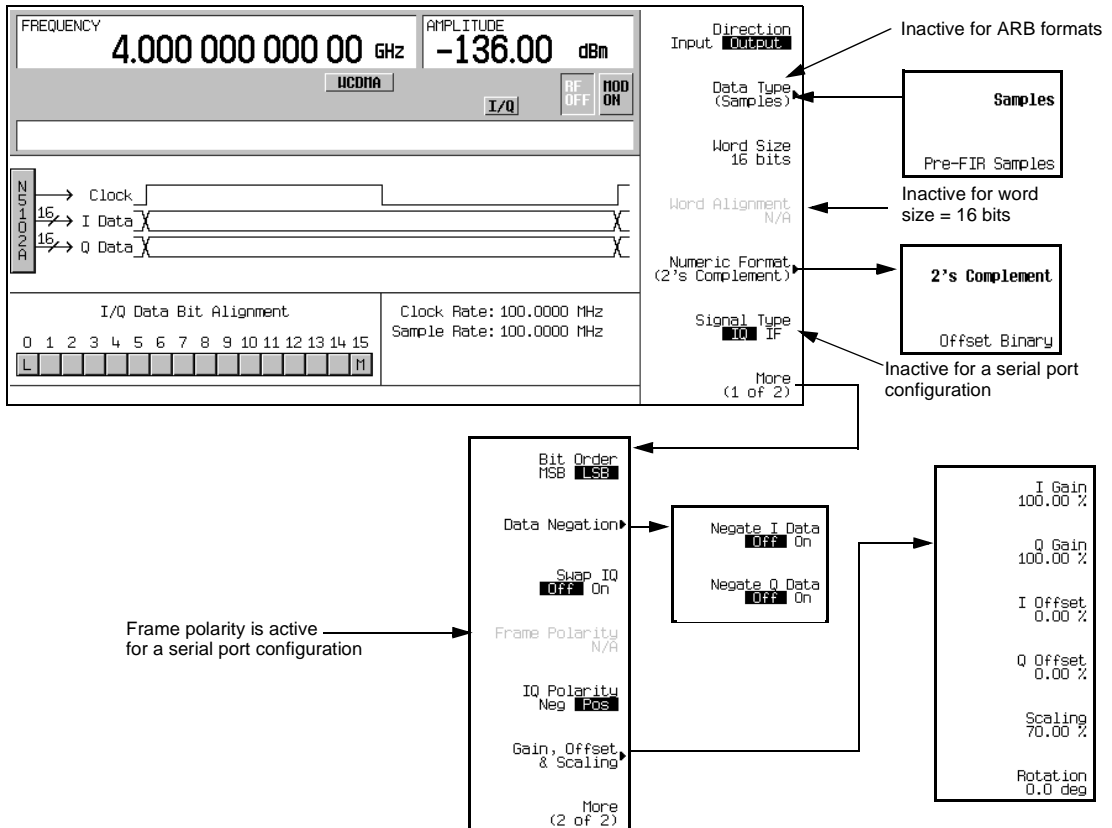 FREQUENCY
4.000 000 000 00 GHz
AMPLITUDE
-136.00 dBm
WCDMA
I/Q
RF
OFF
MOD
ON
N5102A
Clock
16
I Data
16
Q Data
I/Q Data Bit Alignment
0 1 2 3 4 5 6 7 8 9 10 11 12 13 14 15
L M
Clock Rate: 100.0000 MHz
Sample Rate: 100.0000 MHz
Direction
Input Output
Data Type
(Samples)
Word Size
16 bits
Word Alignment
N/A
Numeric Format
(2's Complement)
Signal Type
IQ IF
More
(1 of 2)
Inactive for ARB formats
Samples
Pre-FIR Samples
Inactive for word
size = 16 bits
2's Complement
Offset Binary
Inactive for a serial port
configuration
Bit Order
MSB LSB
Data Negation
Swap IQ
Off On
Frame Polarity
N/A
IQ Polarity
Neg Pos
Gain, Offset
& Scaling
More
(2 of 2)
Frame polarity is active
for a serial port configuration
Negate I Data
Off On
Negate Q Data
Off On
I Gain
100.00 %
Q Gain
100.00 %
I Offset
0.00 %
Q Offset
0.00 %
Scaling
70.00 %
Rotation
0.0 deg